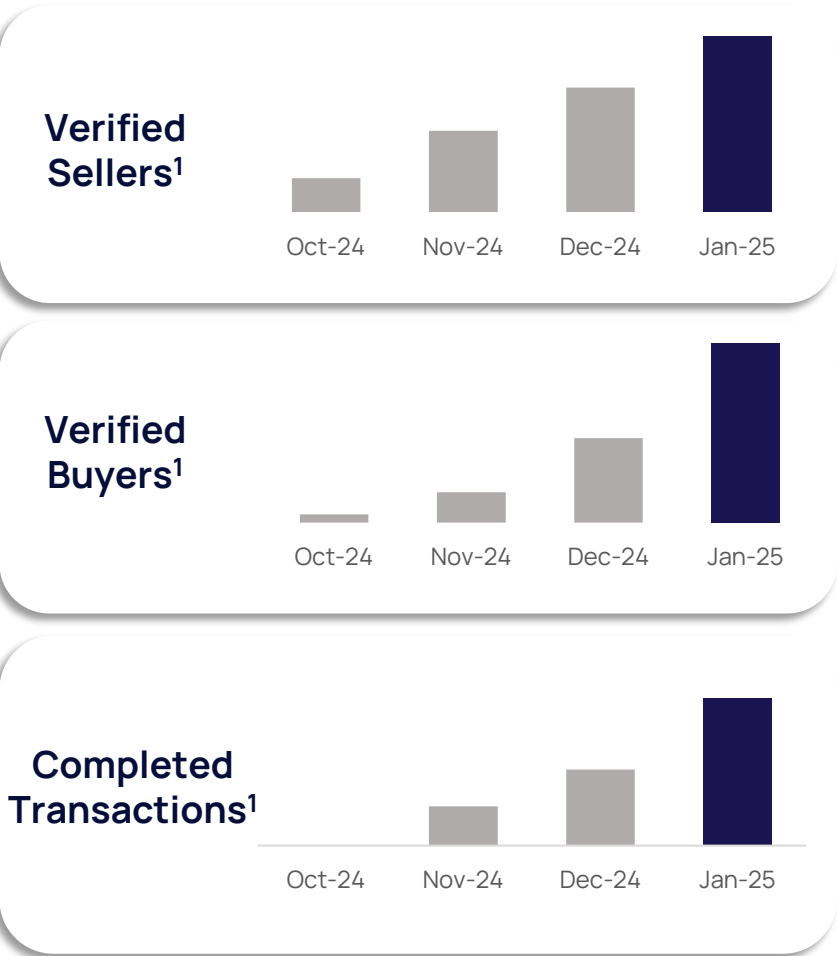 Verified
Sellers¹
Oct-24 Nov-24 Dec-24 Jan-25
Verified
Buyers¹
Oct-24 Nov-24 Dec-24 Jan-25
Completed
Transactions¹
Oct-24 Nov-24 Dec-24 Jan-25